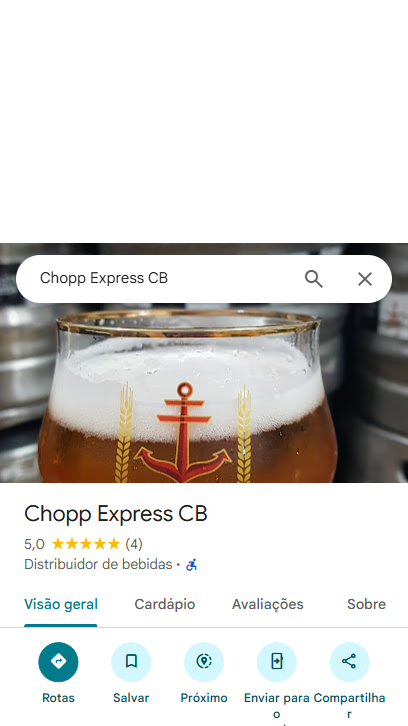 Chopp Express CB
Chopp Express CB
5,0 (4)
Distribuidor de bebidas ·
Visão geral Cardápio Avaliações Sobre
Rotas Salvar Próximo Enviar para Compartilha
o r